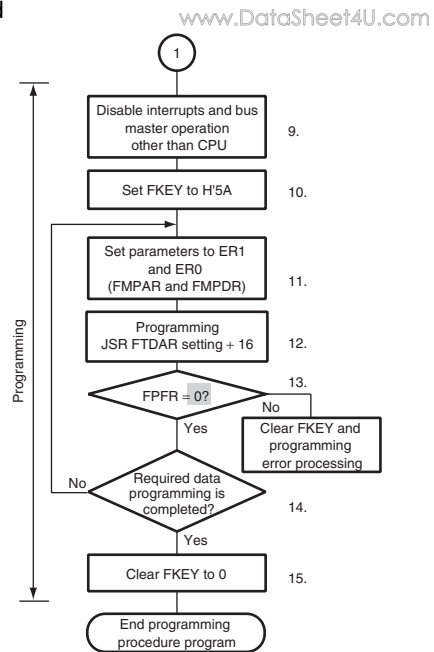 d
www.DataSheet4U.com
1
Disable interrupts and bus
master operation
other than CPU
9.
Set FKEY to H'5A
10.
Set parameters to ER1
and ER0
(FMPAR and FMPDR)
11.
Programming
JSR FTDAR setting + 16
12.
Programming
13.
FPFR = 0?
No
Yes
Clear FKEY and
programming
error processing
No
Required data
programming is
completed?
14.
Yes
Clear FKEY to 0
15.
End programming
procedure program